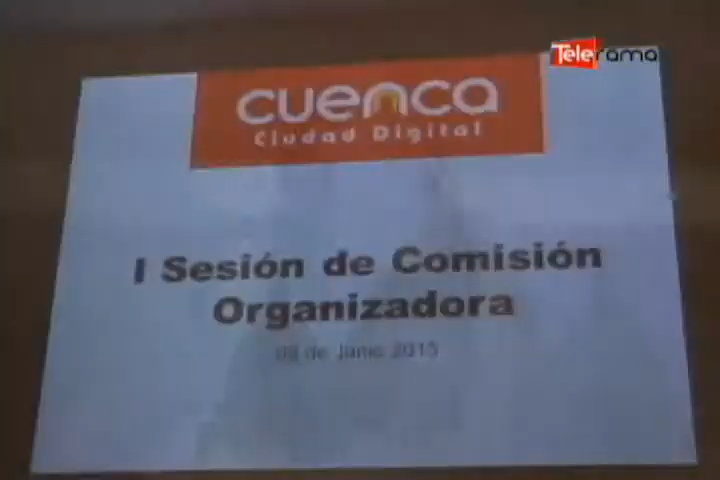 Telerama
cuenca
Ciudad Digital
I Sesión de Comisión
Organizadora
de Junio 2015